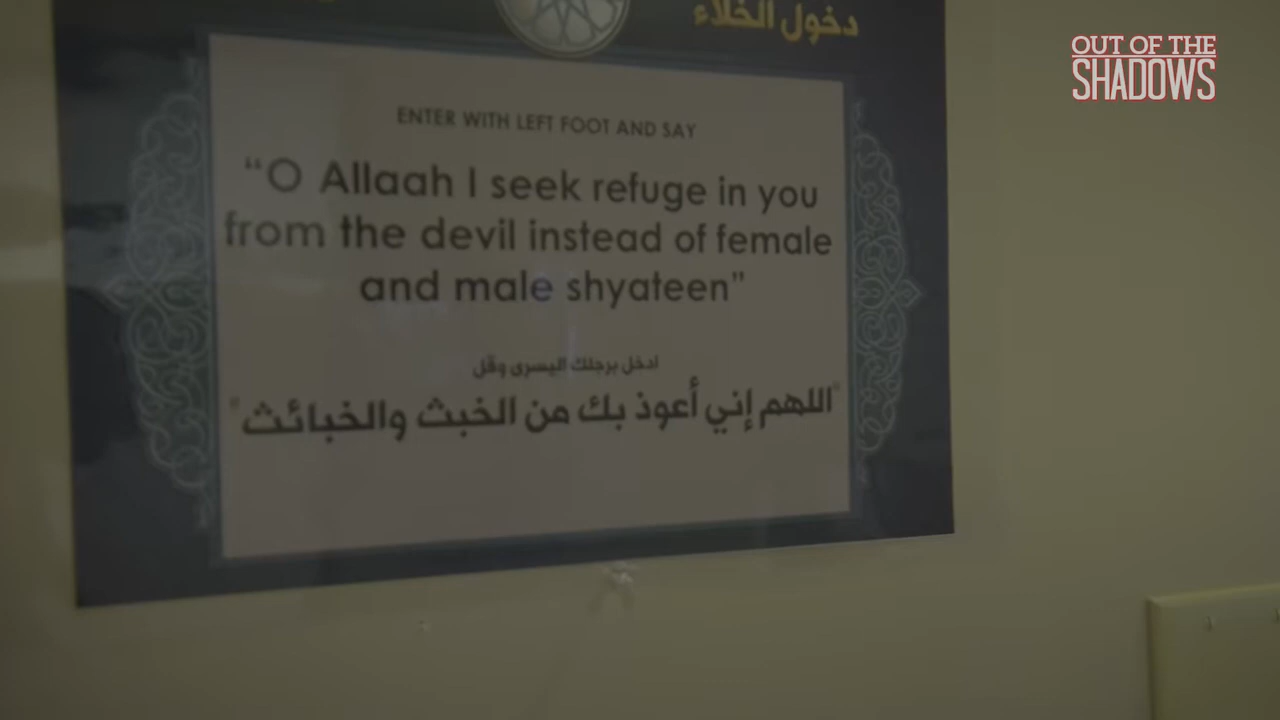 دخول الخلاء
OUT OF THE
SHADOWS
ENTER WITH LEFT FOOT AND SAY
“O Allaah I seek refuge in you
from the devil instead of female
and male shyateen”
ادخل برجلك اليسرى وقل
"اللهم إني أعوذ بك من الخبث والخبائث"